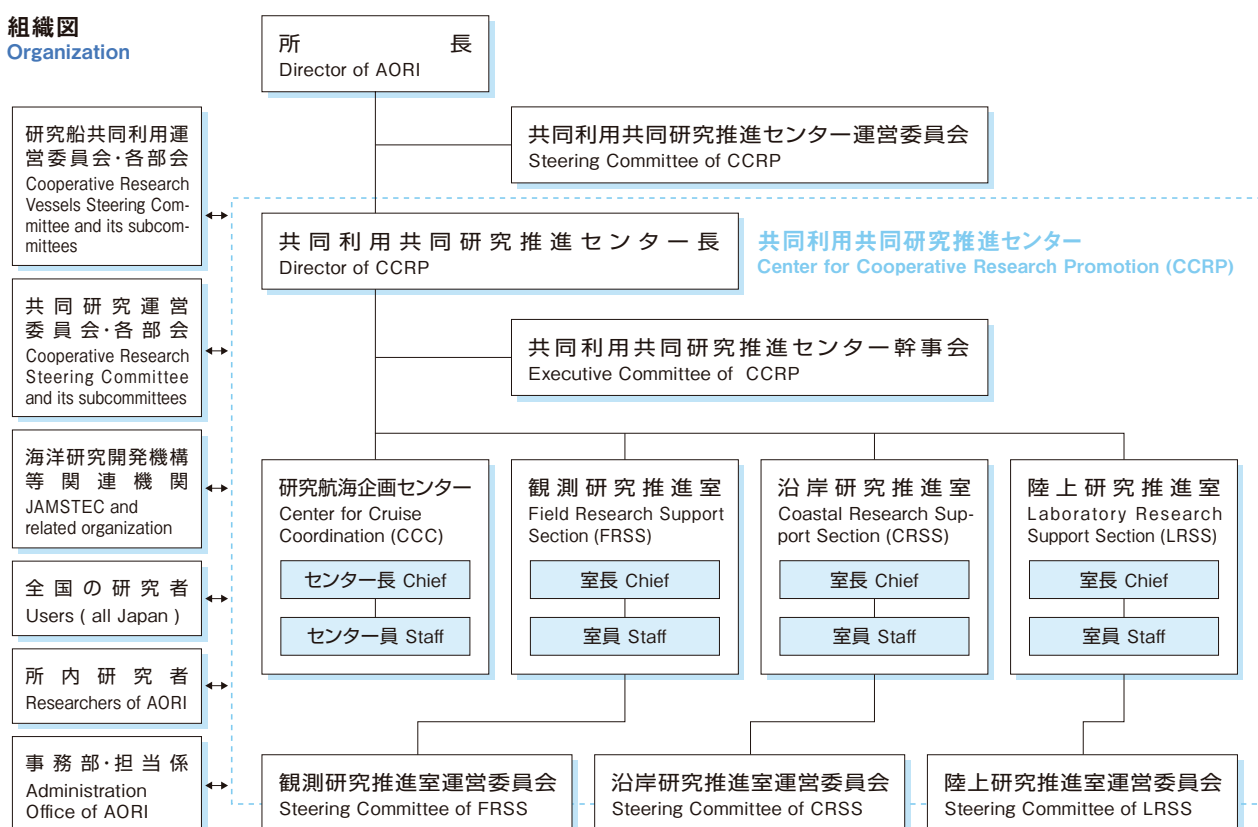 組織図
Organization
所長
Director of AORI
共同利用共同研究推進センター運営委員会
Steering Committee of CCRP
共同利用共同研究推進センター長
Director of CCRP
共同利用共同研究推進センター
Center for Cooperative Research Promotion (CCRP)
共同利用共同研究推進センター幹事会
Executive Committee of CCRP
研究船共同利用運
営委員会・各部会
Cooperative Research
Vessels Steering Com-
mittee and its subcom-
mittees
共同研究運営
委員会・各部会
Cooperative Research
Steering Committee
and its subcommittees
海洋研究開発機構
等関連機関
JAMSTEC and
related organization
全国の研究者
Users ( all Japan )
所内研究者
Researchers of AORI
事務部・担当係
Administration
Office of AORI
研究航海企画センター
Center for Cruise
Coordination (CCC)
センター長 Chief
センター員 Staff
観測研究推進室
Field Research Support
Section (FRSS)
室長 Chief
室員 Staff
沿岸研究推進室
Coastal Research Sup-
port Section (CRSS)
室長 Chief
室員 Staff
陸上研究推進室
Laboratory Research
Support Section (LRSS)
室長 Chief
室員 Staff
観測研究推進室運営委員会
Steering Committee of FRSS
沿岸研究推進室運営委員会
Steering Committee of CRSS
陸上研究推進室運営委員会
Steering Committee of LRSS